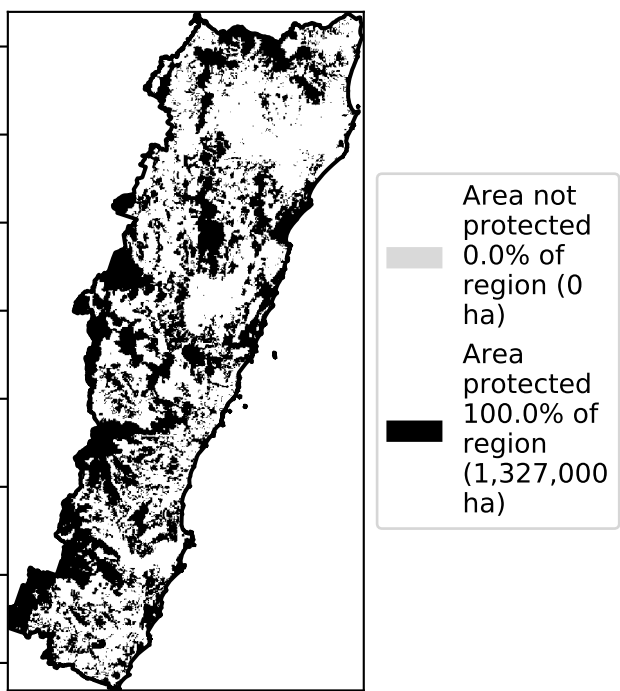 Area not
protected
0.0% of
region (0
ha)
Area
protected
100.0% of
region
(1,327,000
ha)